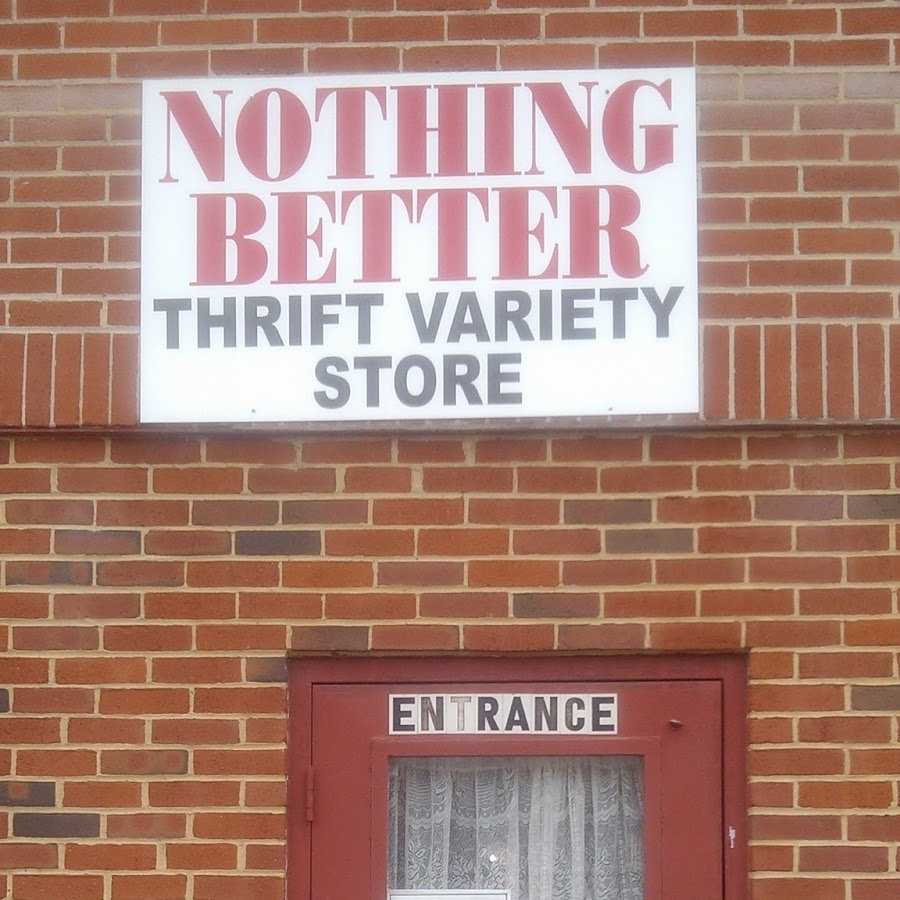 NOTHING
BETTER
THRIFT VARIETY
STORE
ENTRANCE